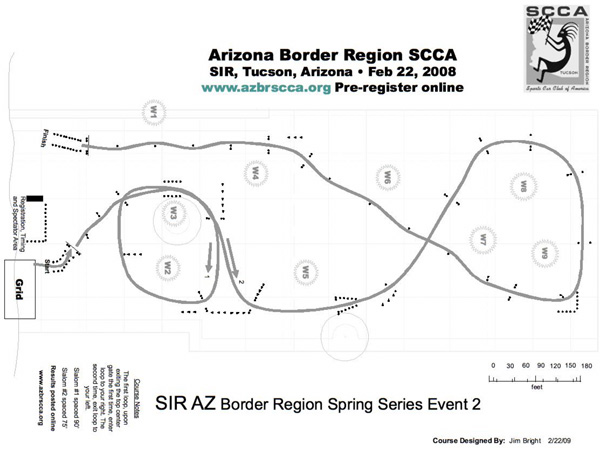 SCCA
ARIZONA BORDER REGION
TUCSON
Sports Car Club of America
Arizona Border Region SCCA
SIR, Tucson, Arizona • Feb 22, 2008
www.azbrscca.org Pre-register online
W1
Finish
W4
W6
W8
W3
W7
W9
W2
W5
1
2
Registration, Timing
and Spectator Area
Start
Grid
0 30 60 90 120 150 180
feet
Course Notes
The first loop, upon
exiting the top center
gate the first time, enter
loop to your right. The
second time, exit loop to
your left.
Slalom #1 spaced 90'
Slalom #2 spaced 75'
Results posted online
www.azbrscca.org
SIR AZ Border Region Spring Series Event 2
Course Designed By: Jim Bright 2/22/09